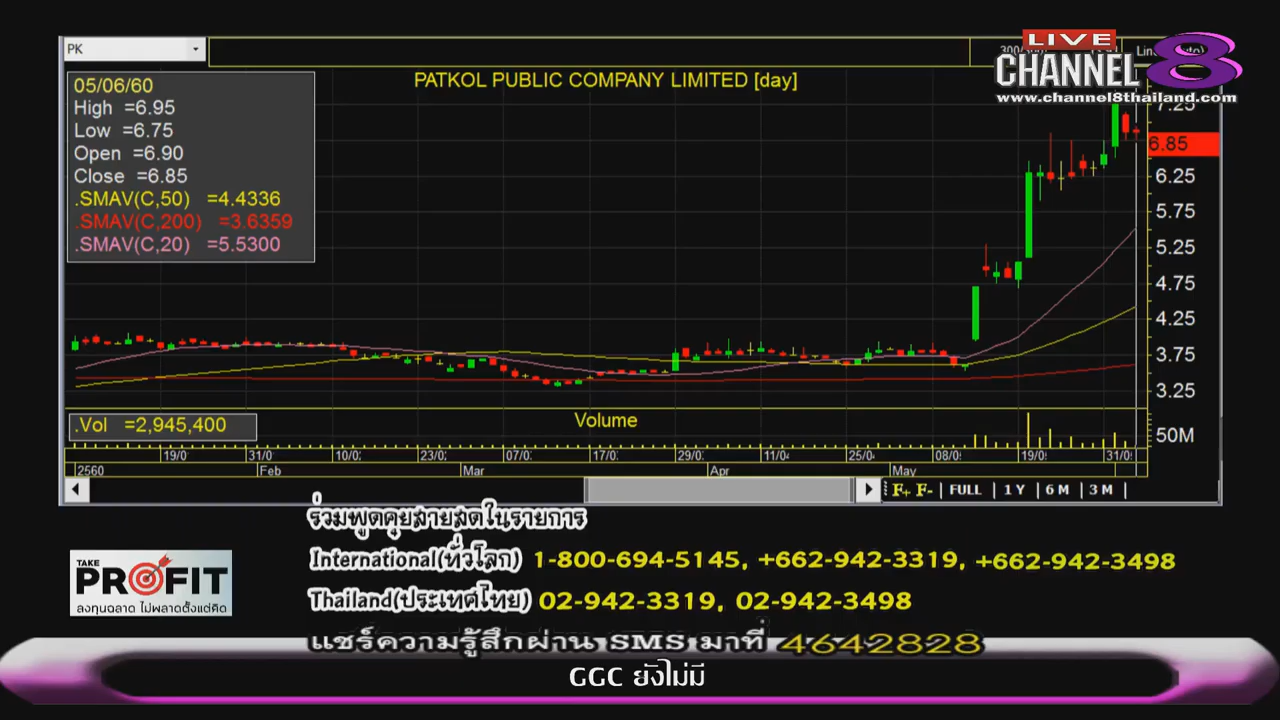 PK
LIVE
CHANNEL 8
www.channel8thailand.com
PATKOL PUBLIC COMPANY LIMITED [day]
05/06/60
High =6.95
Low =6.75
Open =6.90
Close =6.85
.SMAV(C,50) =4.4336
.SMAV(C,200) =3.6359
.SMAV(C,20) =5.5300
7.25
6.85
6.25
5.75
5.25
4.75
4.25
3.75
3.25
Volume
.Vol =2,945,400
50M
19/0 31/0 10/0 23/0 07/0 17/0 29/0 11/0 25/0 08/0 19/0 31/0
2560 Feb Mar Apr May
F+ F- FULL 1 Y 6 M 3 M
ร่วมพูดคุยสายสดในรายการ
International(ทั่วโลก) 1-800-694-5145, +662-942-3319, +662-942-3498
Thailand(ประเทศไทย) 02-942-3319, 02-942-3498
แชร์ความรู้สึกผ่าน SMS มาที่ 4642828
TAKE
PROFIT
ลงทุนฉลาด ไม่พลาดตั้งแต่คิด
GGC ยังไม่มี